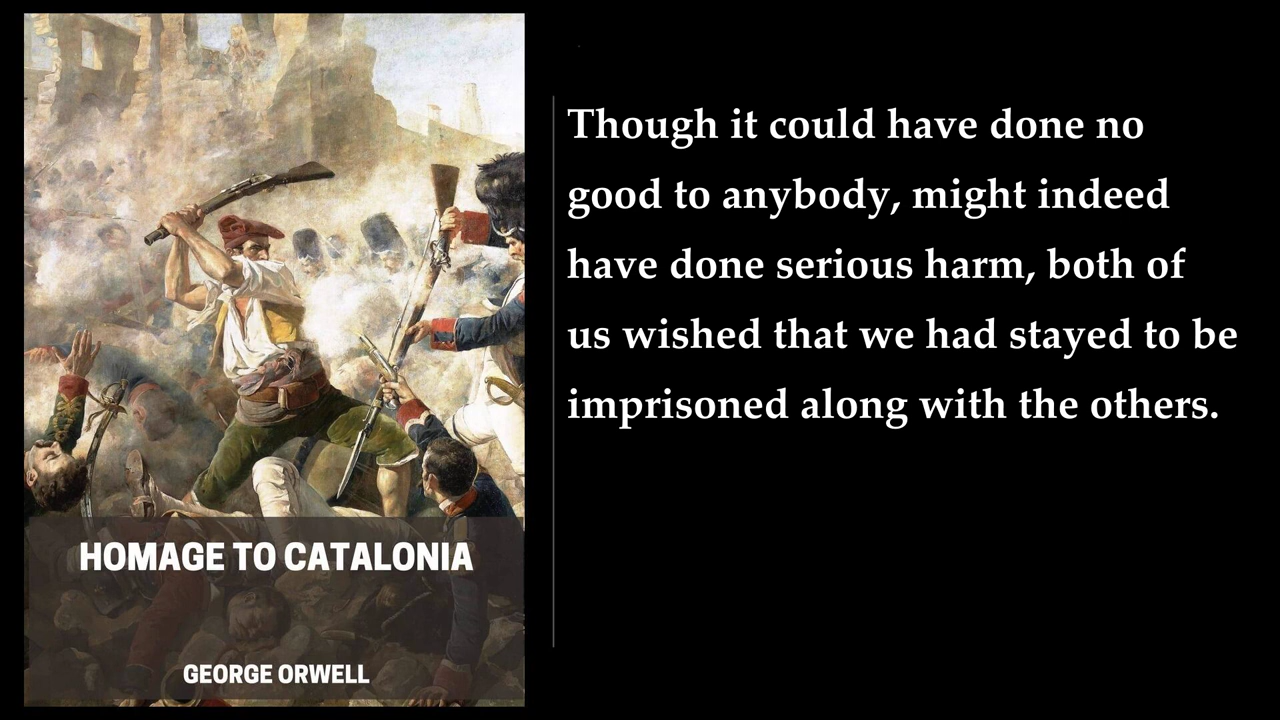 Though it could have done no
good to anybody, might indeed
have done serious harm, both of
us wished that we had stayed to be
imprisoned along with the others.
HOMAGE TO CATALONIA
GEORGE ORWELL